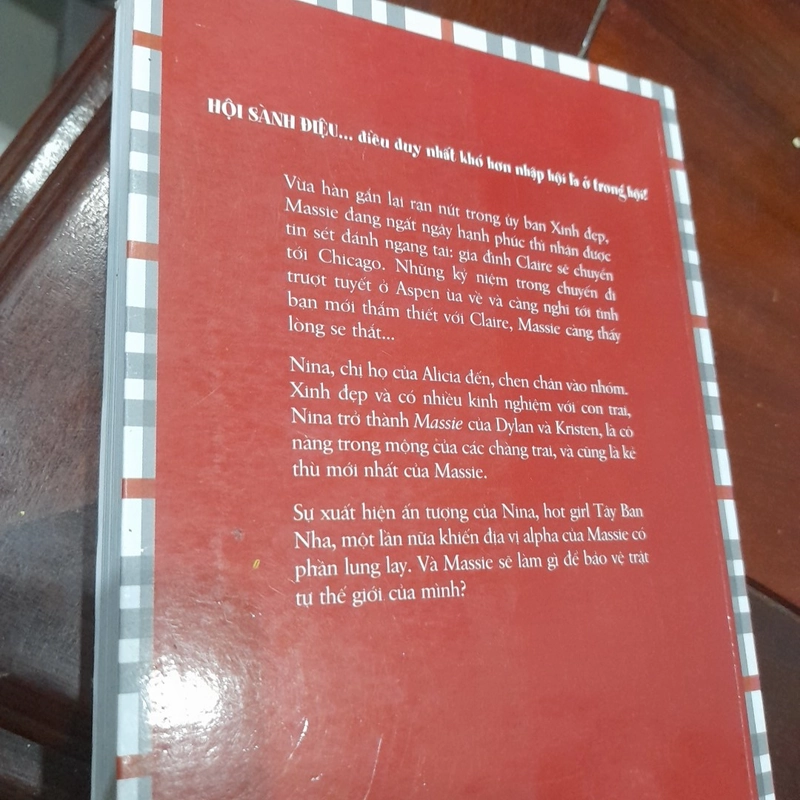 HỘI SÀNH ĐIỆU... điều duy nhất khó hơn nhập hội là ở trong hội!
Vừa hàn gắn lại rạn nứt trong ủy ban Xinh đẹp,
Massie đang ngất ngây hạnh phúc thì nhận được
tin sét đánh ngang tai: gia đình Claire sẽ chuyển
tới Chicago. Những kỷ niệm trong chuyến đi
trượt tuyết ở Aspen ùa về và càng nghĩ tới tình
bạn mới thắm thiết với Claire, Massie càng thấy
lòng se thắt...
Nina, chị họ của Alicia đến, chen chân vào nhóm.
Xinh đẹp và có nhiều kinh nghiệm với con trai,
Nina trở thành Massie của Dylan và Kristen, là cô
nàng trong mộng của các chàng trai, và cũng là kẻ
thù mới nhất của Massie.
Sự xuất hiện ấn tượng của Nina, hot girl Tây Ban
Nha, một lần nữa khiến địa vị alpha của Massie có
phần lung lay. Và Massie sẽ làm gì để bảo vệ trật
tự thế giới của mình?